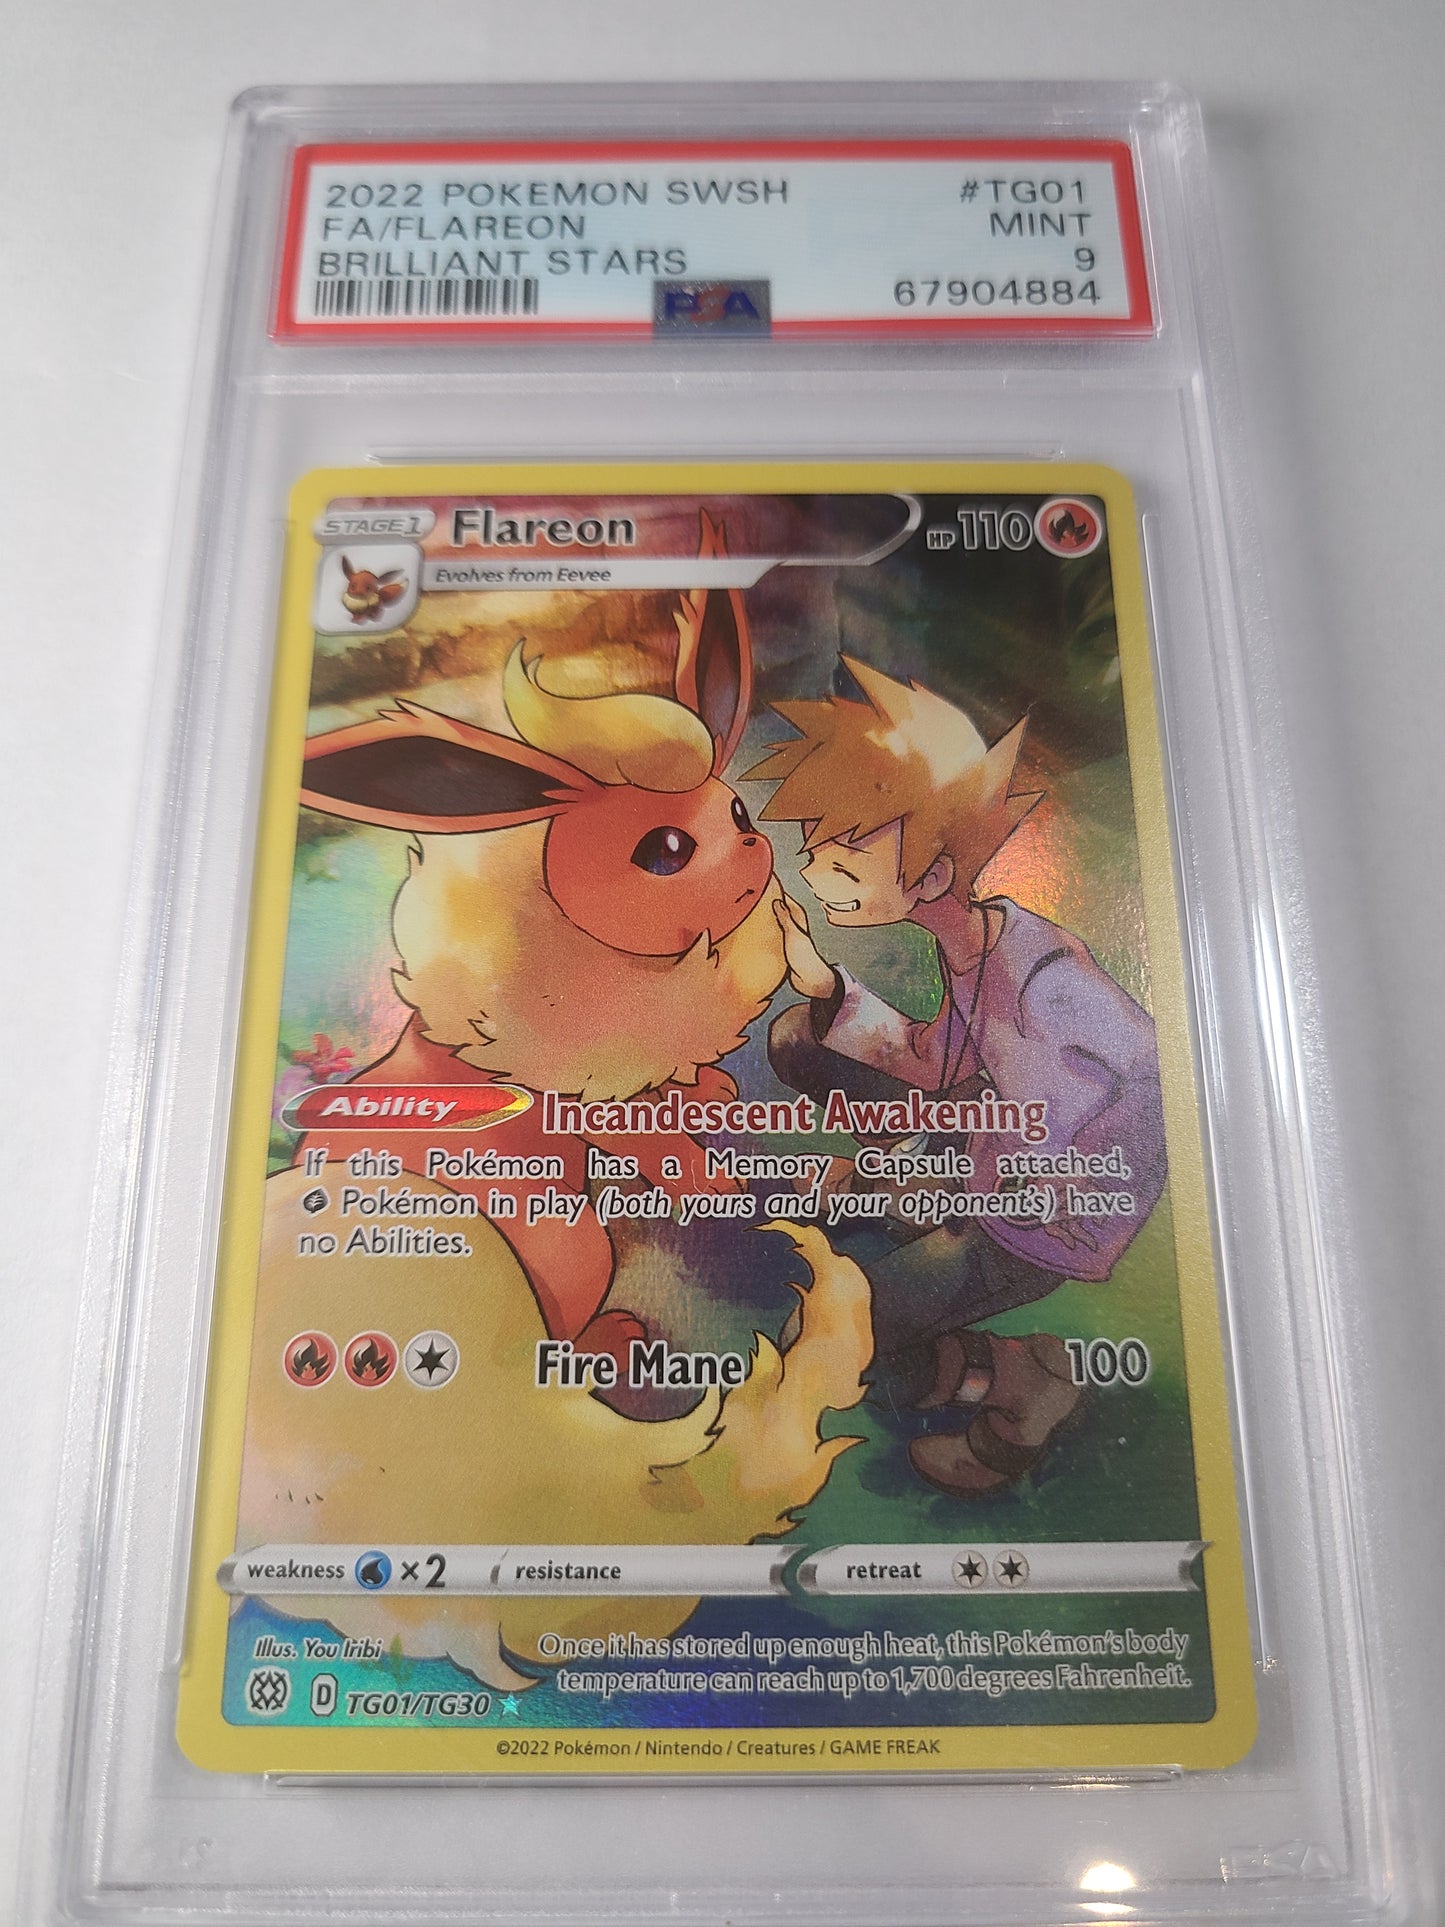 2022 POKEMON SWSH #TG01
FA/FLAREON MINT
BRILLIANT STARS 9
PSA 67904884
STAGE 1 Flareon HP 110
Evolves from Eevee
Ability Incandescent Awakening
If this Pokémon has a Memory Capsule attached,
Pokémon in play (both yours and your opponent's) have
no Abilities.
Fire Mane 100
weakness ×2 resistance retreat
Illus. You Iribi
Once it has stored up enough heat, this Pokémon's body
temperature can reach up to 1,700 degrees Fahrenheit.
D TG01/TG30
©2022 Pokémon / Nintendo / Creatures / GAME FREAK
PSA